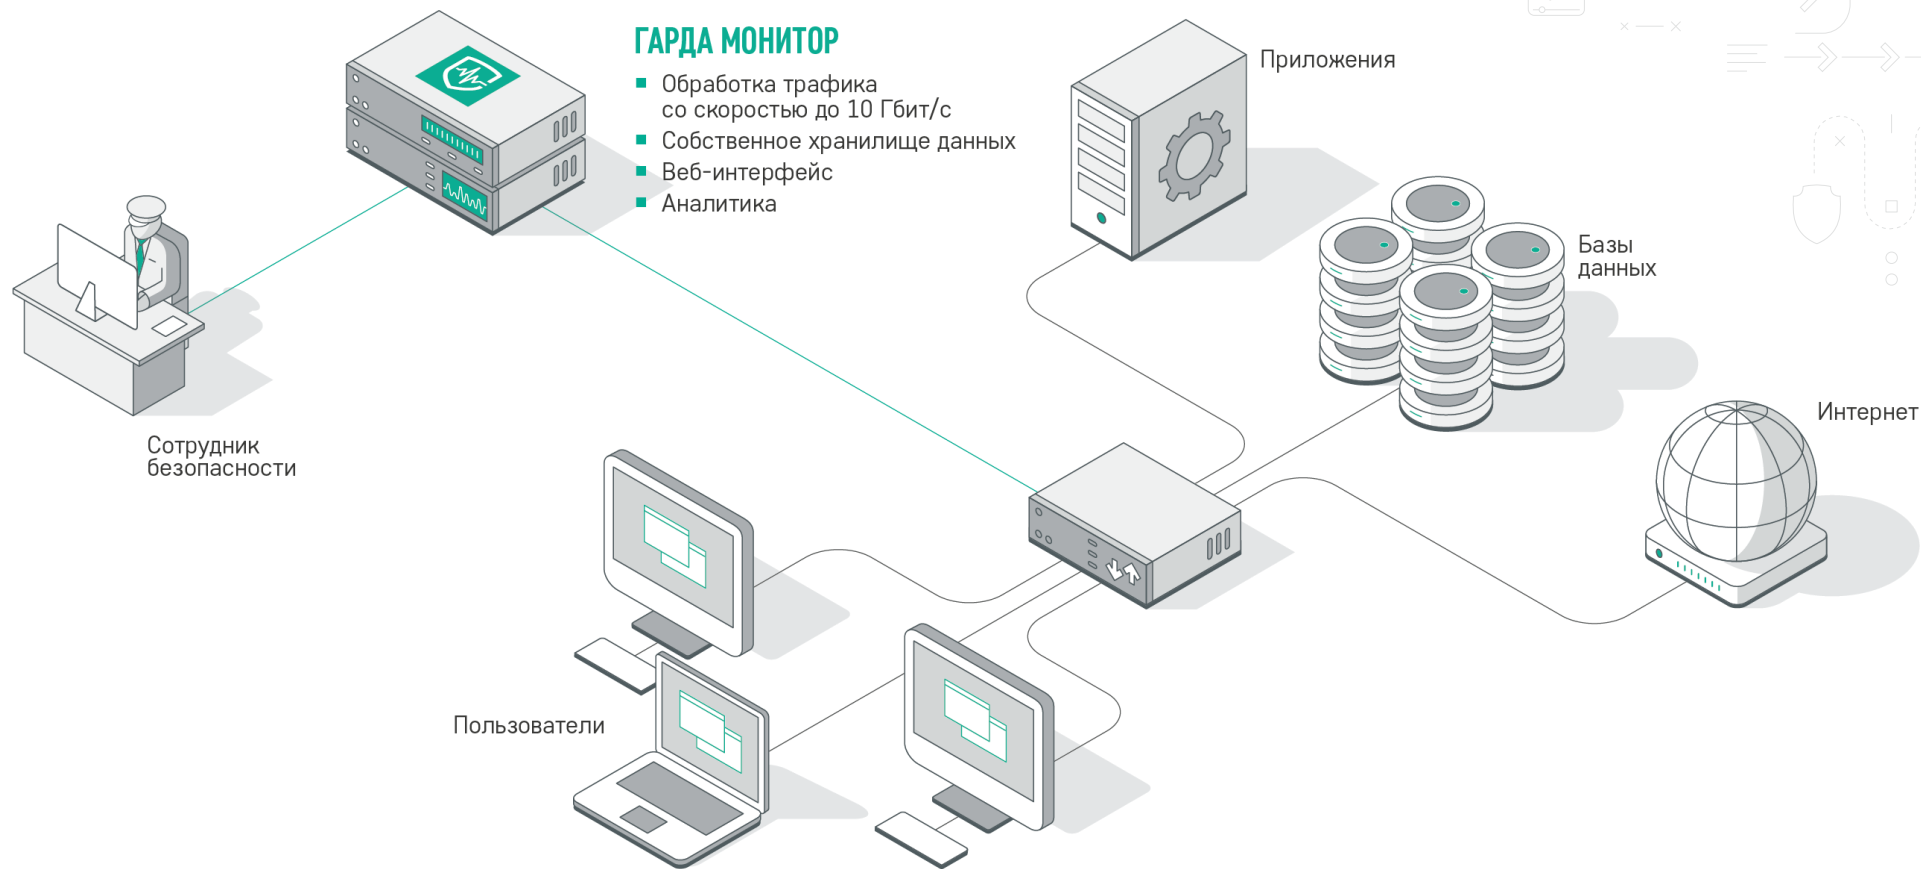 ГАРДА МОНИТОР
Обработка трафика
со скоростью до 10 Гбит/с
Собственное хранилище данных
Веб-интерфейс
Аналитика
Приложения
Базы
данных
Интернет
Сотрудник
безопасности
Пользователи